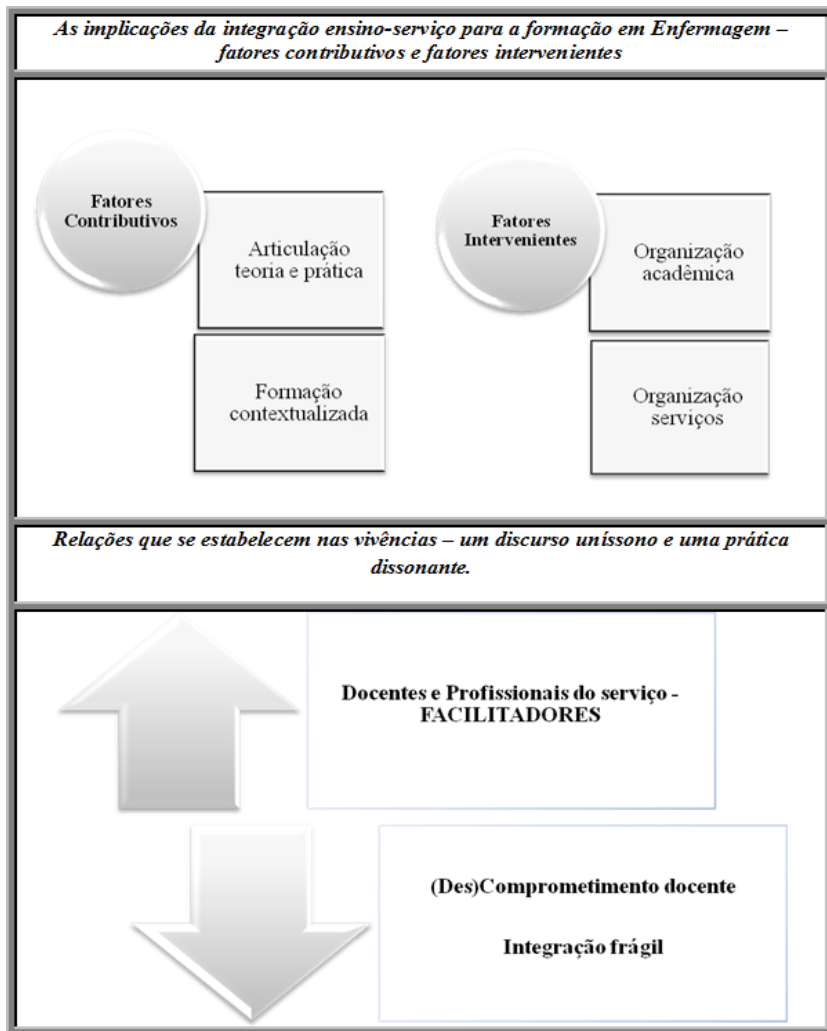 As implicações da integração ensino-serviço para a formação em Enfermagem –
fatores contributivos e fatores intervenientes
Fatores
Contributivos
Articulação
teoria e prática
Formação
contextualizada
Fatores
Intervenientes
Organização
acadêmica
Organização
serviços
Relações que se estabelecem nas vivências – um discurso uníssono e uma prática
dissonante.
Docentes e Profissionais do serviço -
FACILITADORES
(Des)Comprometimento docente
Integração frágil